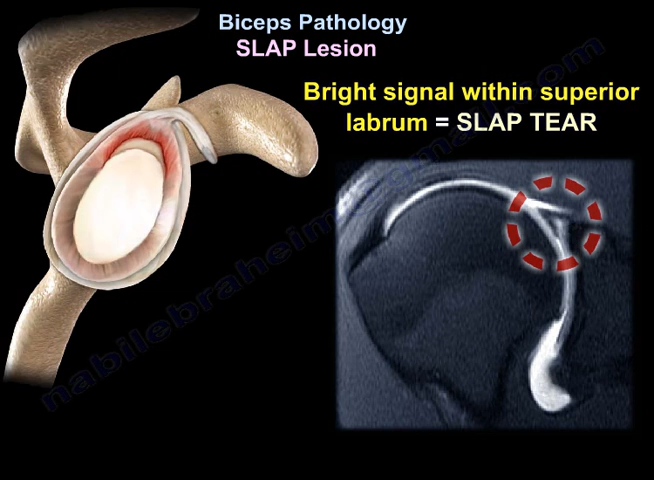 Biceps Pathology
SLAP Lesion
Bright signal within superior
labrum = SLAP TEAR